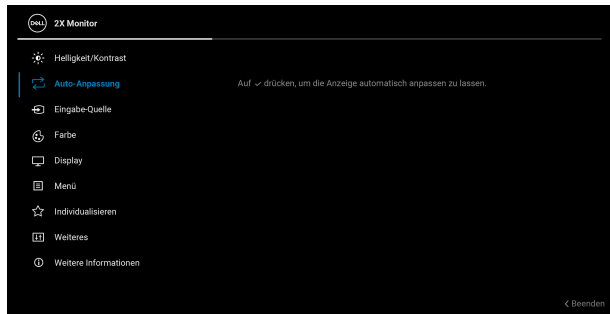 DELL
2X Monitor
Helligkeit/Kontrast
Auto-Anpassung
Auf ✓ drücken, um die Anzeige automatisch anpassen zu lassen.
Eingabe-Quelle
Farbe
Display
Menü
Individualisieren
Weiteres
Weitere Informationen
Beenden